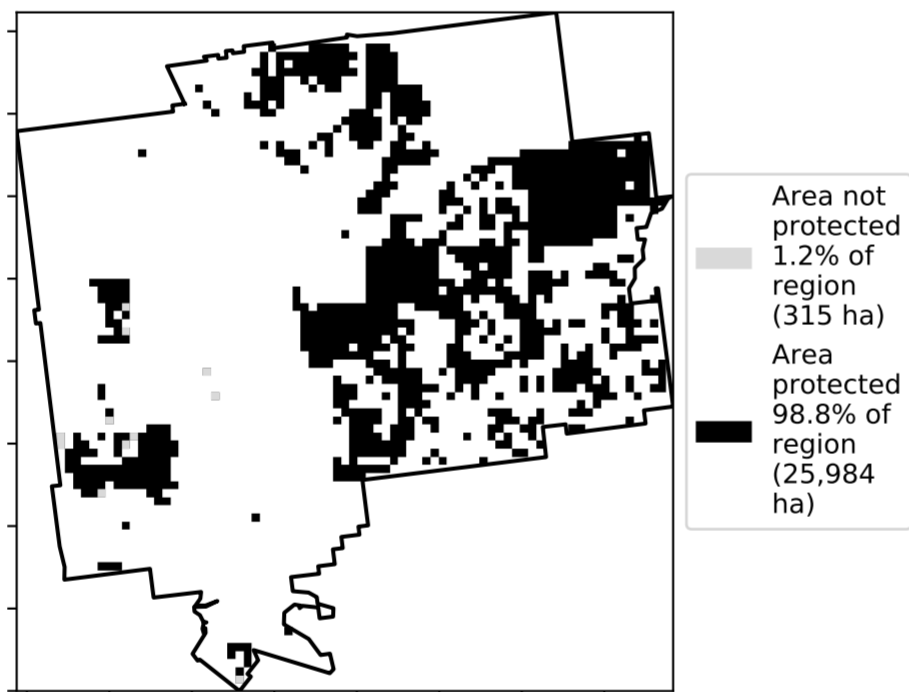 Area not
protected
1.2% of
region
(315 ha)
Area
protected
98.8% of
region
(25,984
ha)